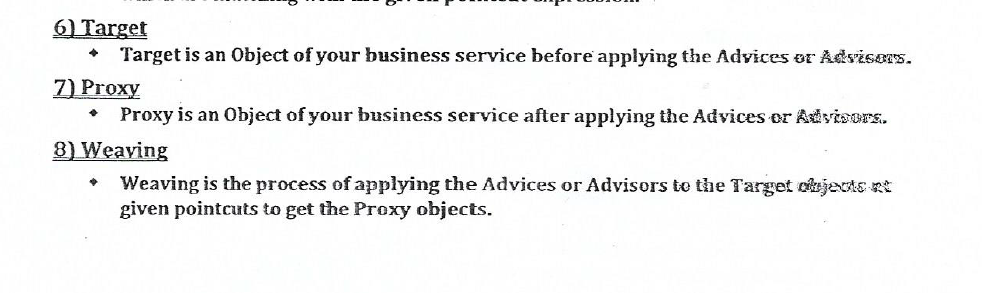 6) Target
❖ Target is an Object of your business service before applying the Advices or Advisors.
7) Proxy
❖ Proxy is an Object of your business service after applying the Advices or Advisors.
8) Weaving
❖ Weaving is the process of applying the Advices or Advisors to the Target objects at
given pointcuts to get the Proxy objects.